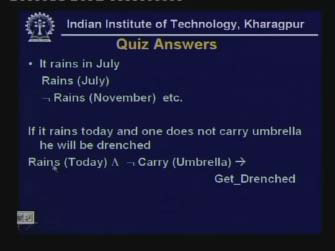 Indian Institute of Technology, Kharagpur
Quiz Answers
• It rains in July
Rains (July)
¬ Rains (November) etc.
If it rains today and one does not carry umbrella
he will be drenched
Rains (Today) Λ ¬ Carry (Umbrella) →
Get_Drenched